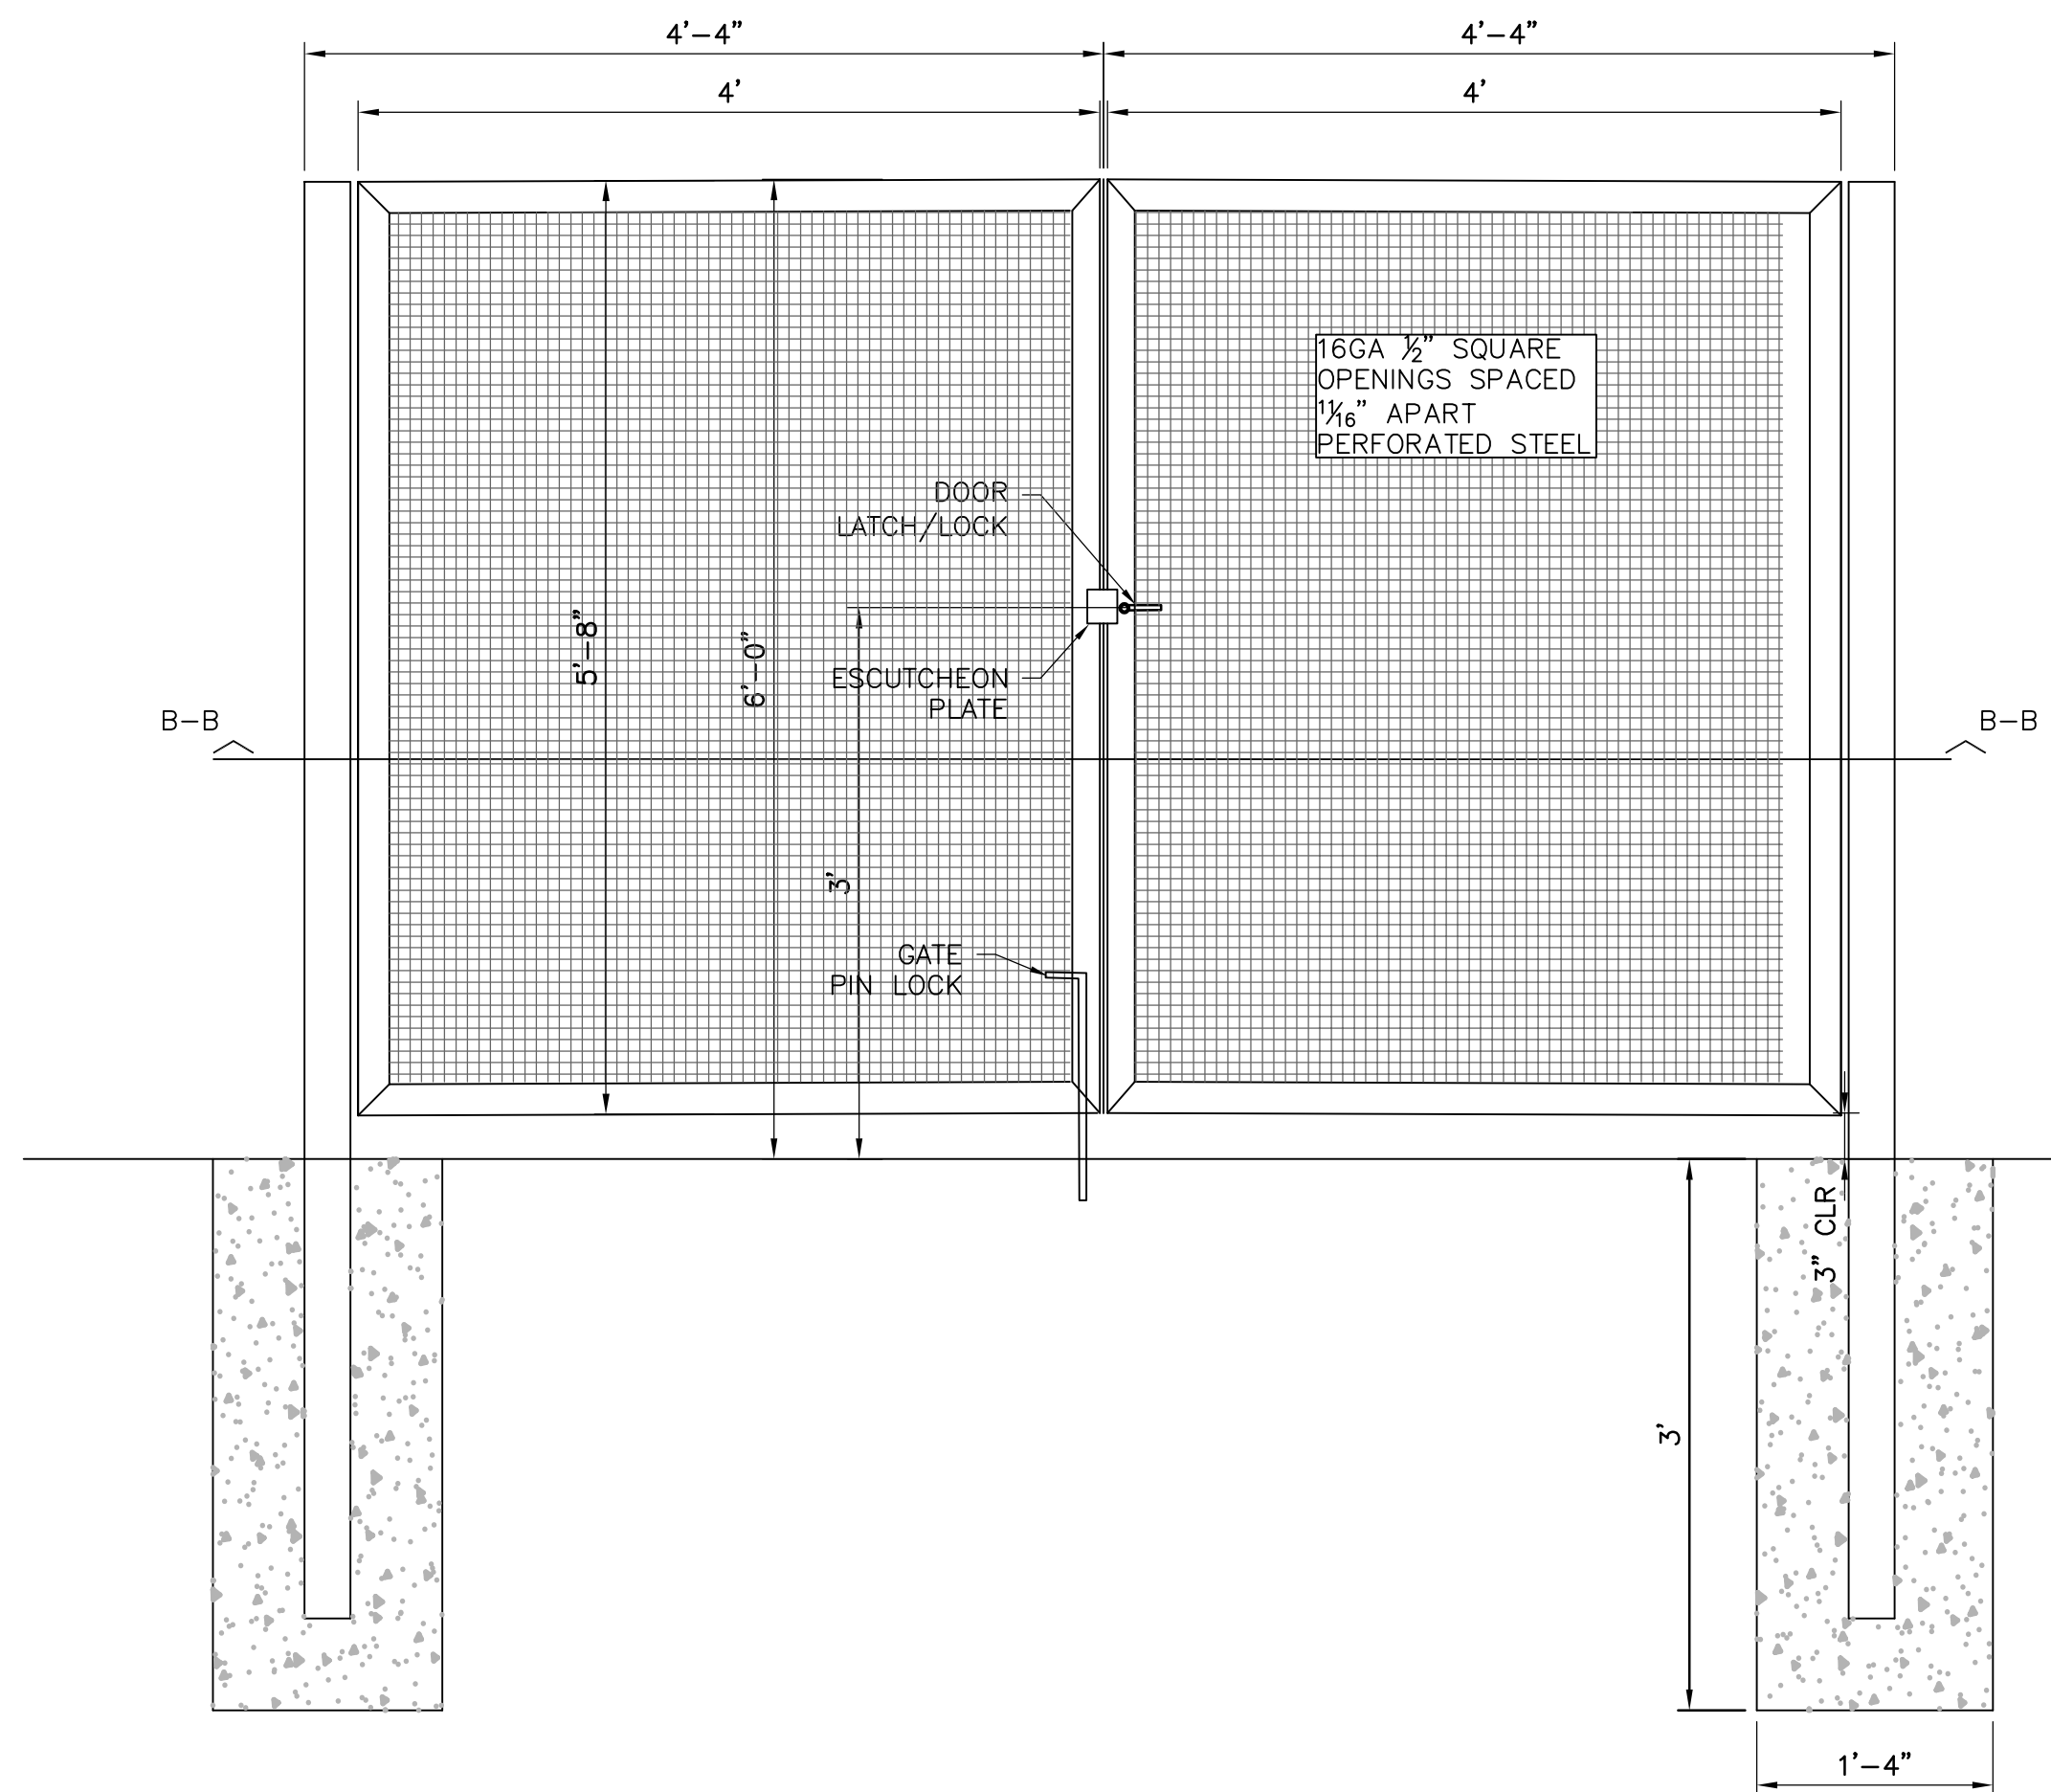 4'-4"
4'-4"
4'
4'
16GA ½" SQUARE
OPENINGS SPACED
11⁄16" APART
PERFORATED STEEL
DOOR
LATCH/LOCK
5'-8"
6'-0"
ESCUTCHEON
PLATE
B-B
B-B
3'
GATE
PIN LOCK
3" CLR
3'
1'-4"